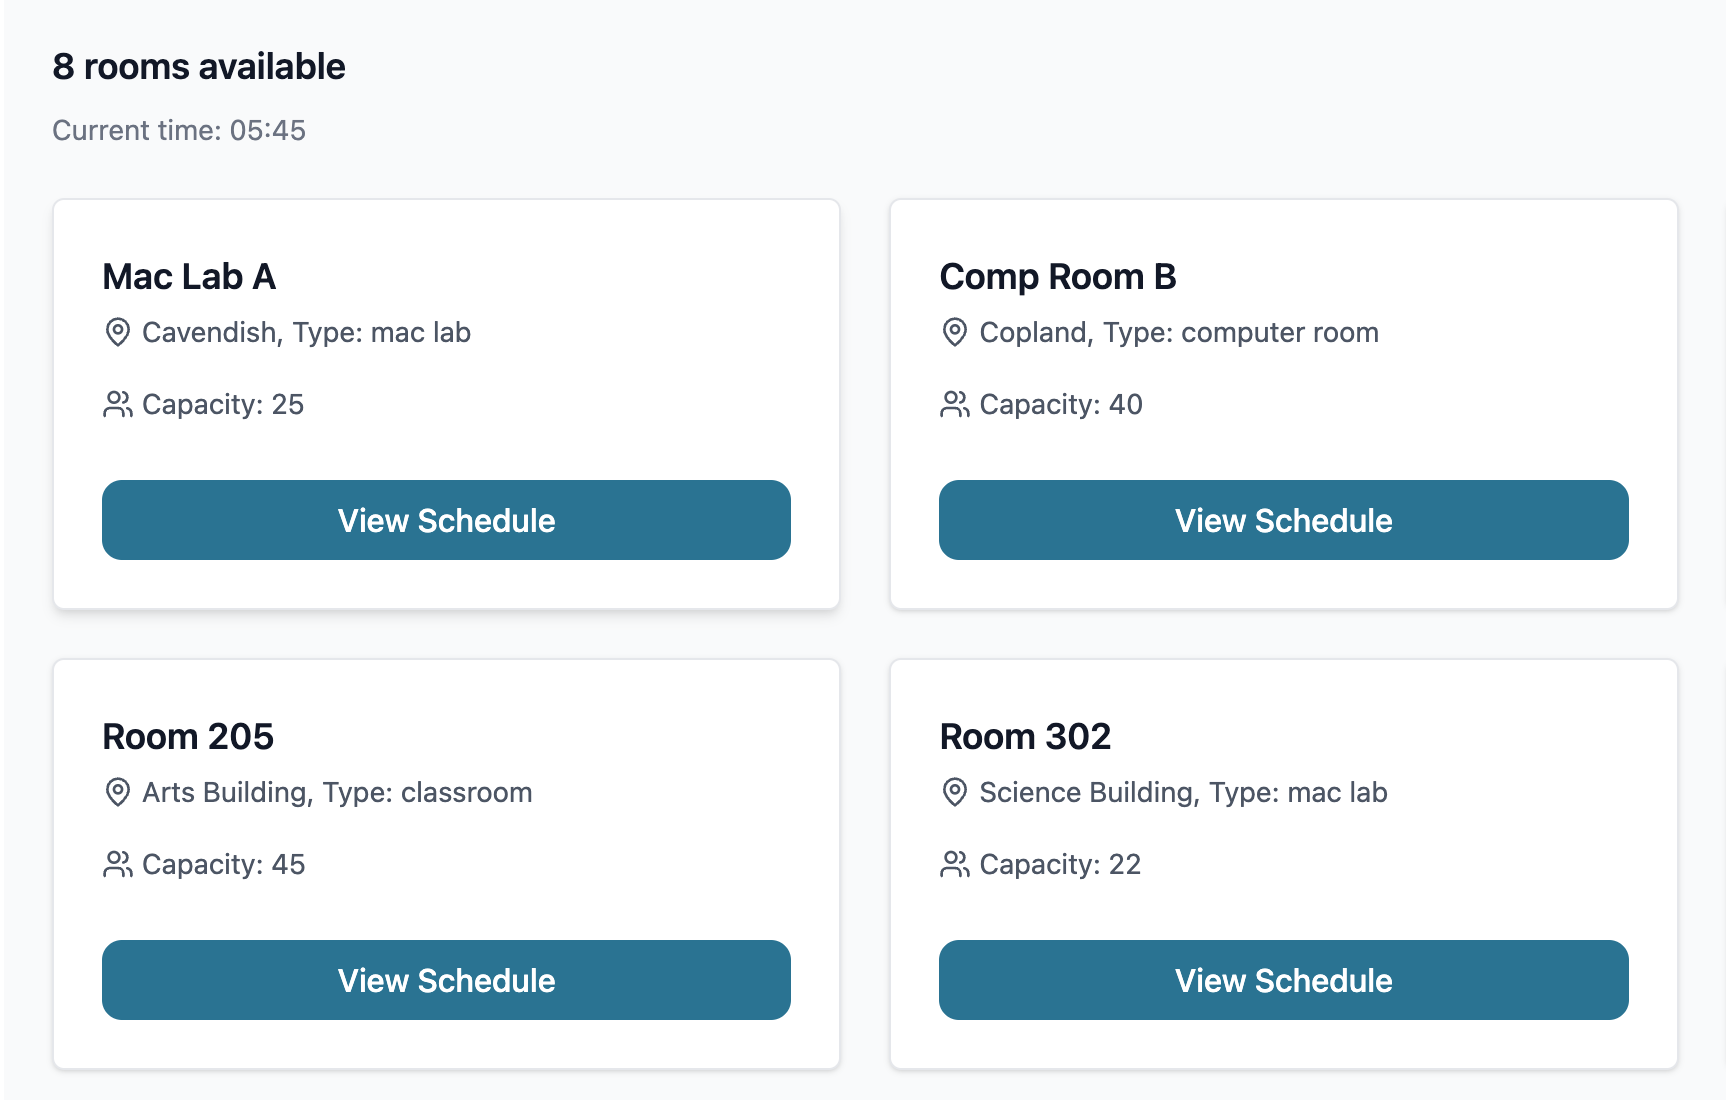 8 rooms available
Current time: 05:45
Mac Lab A
Cavendish, Type: mac lab
Capacity: 25
View Schedule
Comp Room B
Copland, Type: computer room
Capacity: 40
View Schedule
Room 205
Arts Building, Type: classroom
Capacity: 45
View Schedule
Room 302
Science Building, Type: mac lab
Capacity: 22
View Schedule